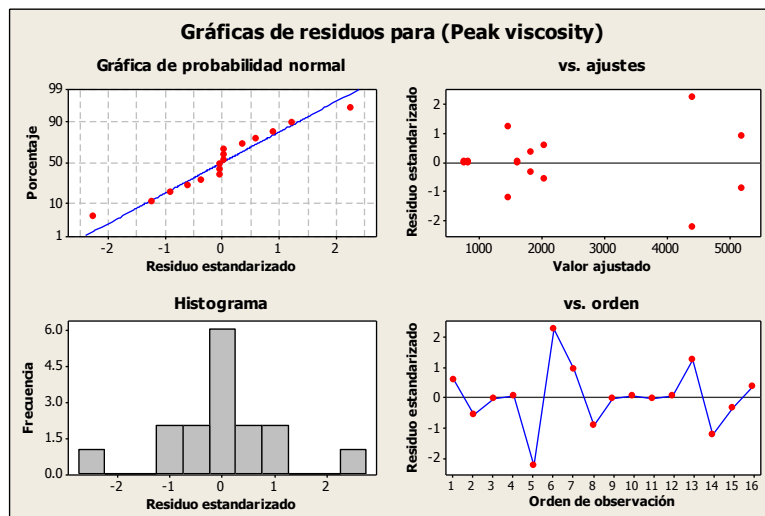 Gráficas de residuos para (Peak viscosity)
Gráfica de probabilidad normal
Porcentaje
99
90
50
10
1
-2 -1 0 1 2
Residuo estandarizado
vs. ajustes
Residuo estandarizado
2
1
0
-1
-2
1000 2000 3000 4000 5000
Valor ajustado
Histograma
Frecuenda
6.0
4.5
3.0
1.5
0.0
-2 -1 0 1 2
Residuo estandarizado
vs. orden
Residuo estandarizado
2
1
0
-1
-2
1 2 3 4 5 6 7 8 9 10 11 12 13 14 15 16
Orden de observación